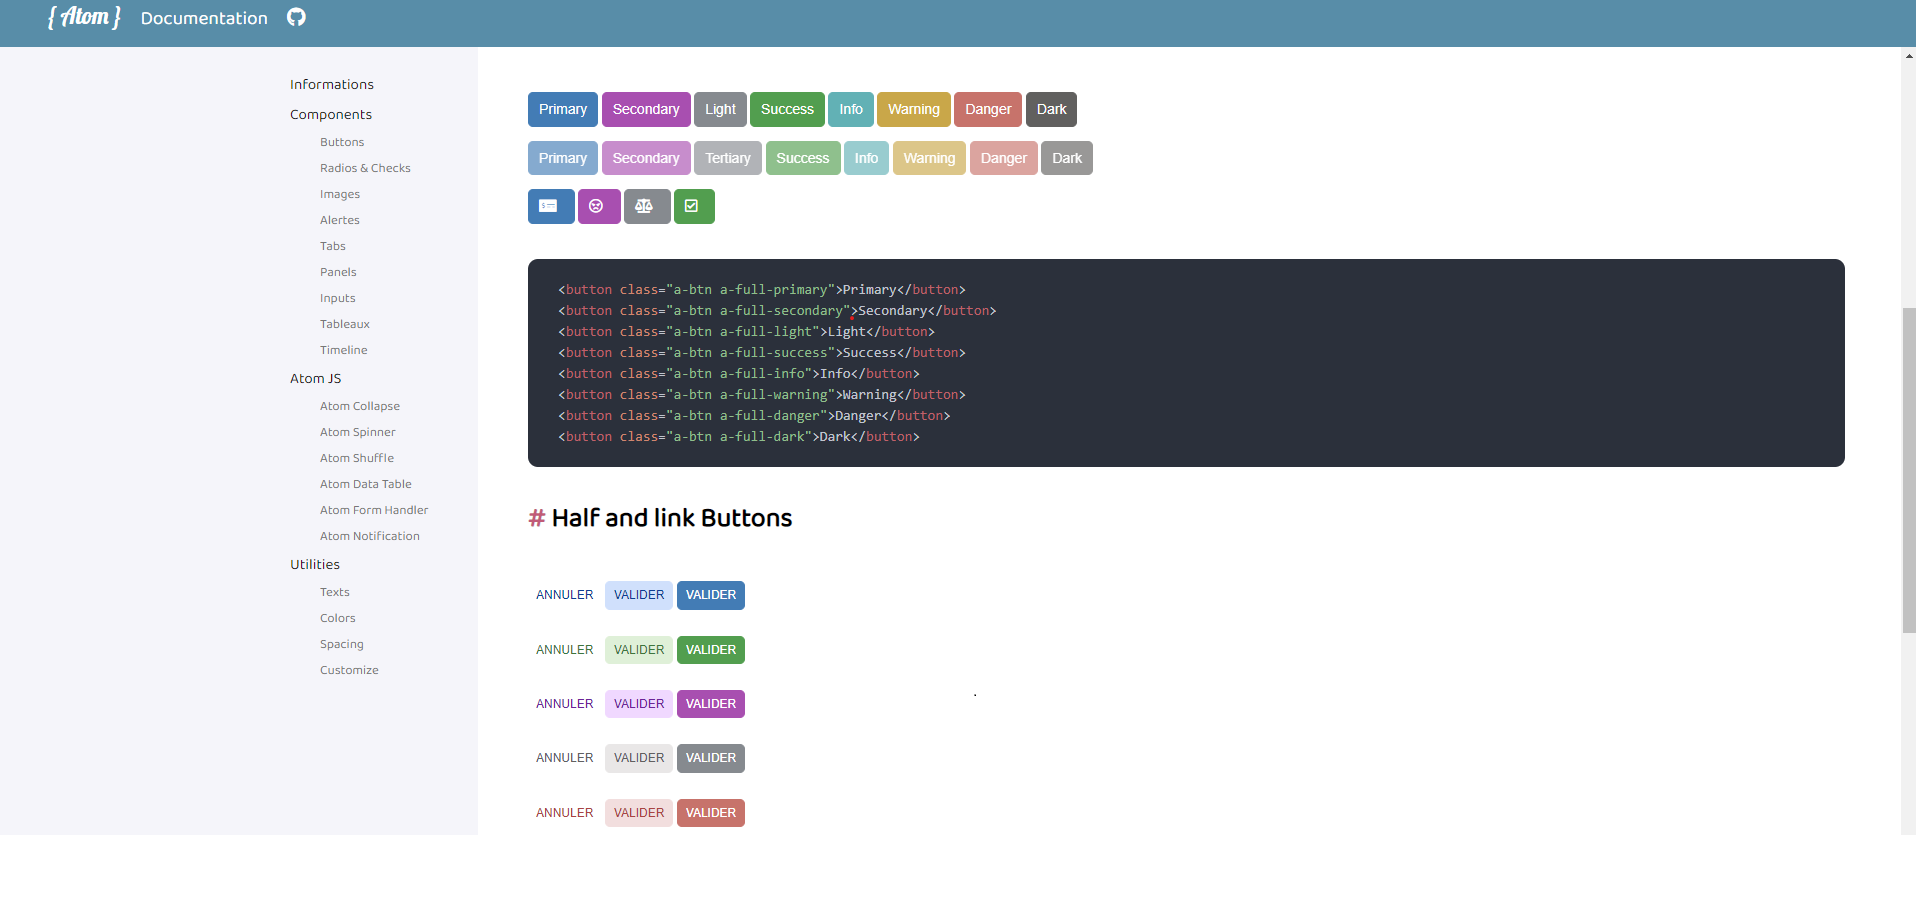 { Atom } Documentation
Informations
Components
Buttons
Radios & Checks
Images
Alertes
Tabs
Panels
Inputs
Tableaux
Timeline
Atom JS
Atom Collapse
Atom Spinner
Atom Shuffle
Atom Data Table
Atom Form Handler
Atom Notification
Utilities
Texts
Colors
Spacing
Customize
Primary Secondary Light Success Info Warning Danger Dark
Primary Secondary Tertiary Success Info Warning Danger Dark
<button class="a-btn a-full-primary">Primary</button>
<button class="a-btn a-full-secondary">Secondary</button>
<button class="a-btn a-full-light">Light</button>
<button class="a-btn a-full-success">Success</button>
<button class="a-btn a-full-info">Info</button>
<button class="a-btn a-full-warning">Warning</button>
<button class="a-btn a-full-danger">Danger</button>
<button class="a-btn a-full-dark">Dark</button>
# Half and link Buttons
ANNULER VALIDER VALIDER
ANNULER VALIDER VALIDER
ANNULER VALIDER VALIDER
ANNULER VALIDER VALIDER
ANNULER VALIDER VALIDER